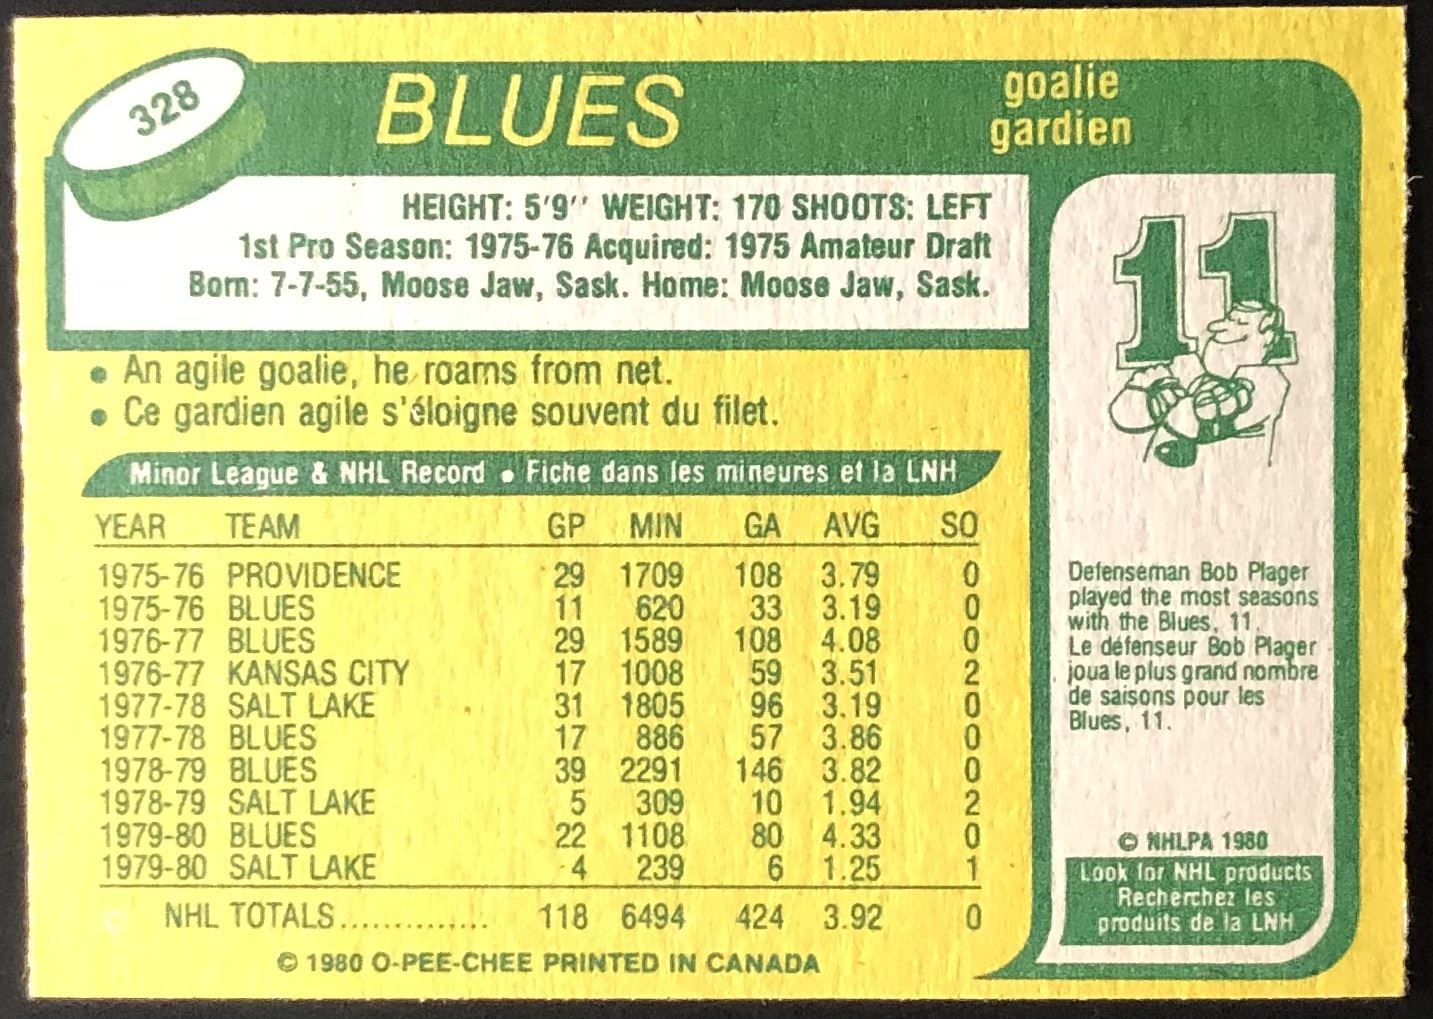 328
BLUES
goalie
gardien
HEIGHT: 5'9'' WEIGHT: 170 SHOOTS: LEFT
1st Pro Season: 1975-76 Acquired: 1975 Amateur Draft
Born: 7-7-55, Moose Jaw, Sask. Home: Moose Jaw, Sask.
• An agile goalie, he roams from net.
• Ce gardien agile s'éloigne souvent du filet.
Minor League & NHL Record • Fiche dans les mineures et la LNH
YEAR TEAM GP MIN GA AVG SO
1975-76 PROVIDENCE 29 1709 108 3.79 0
1975-76 BLUES 11 620 33 3.19 0
1976-77 BLUES 29 1589 108 4.08 0
1976-77 KANSAS CITY 17 1008 59 3.51 2
1977-78 SALT LAKE 31 1805 96 3.19 0
1977-78 BLUES 17 886 57 3.86 0
1978-79 BLUES 39 2291 146 3.82 0
1978-79 SALT LAKE 5 309 10 1.94 2
1979-80 BLUES 22 1108 80 4.33 0
1979-80 SALT LAKE 4 239 6 1.25 1
NHL TOTALS.............. 118 6494 424 3.92 0
© 1980 O-PEE-CHEE PRINTED IN CANADA
11
Defenseman Bob Plager
played the most seasons
with the Blues, 11.
Le défenseur Bob Plager
joua le plus grand nombre
de saisons pour les
Blues, 11.
© NHLPA 1980
Look for NHL products
Recherchez les
produits de la LNH